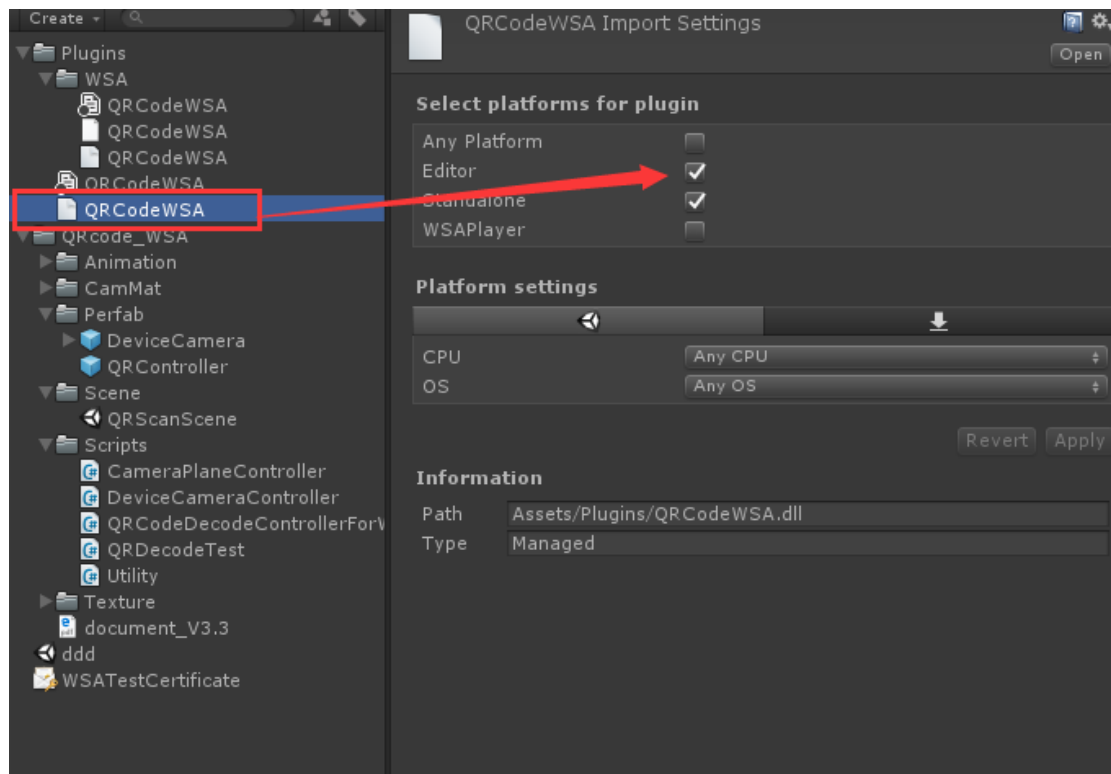 Create
Plugins
WSA
QRCodeWSA
QRCodeWSA
QRCodeWSA
QRCodeWSA
QRCodeWSA
QRcode_WSA
Animation
CamMat
Perfab
DeviceCamera
QRController
Scene
QRScanScene
Scripts
CameraPlaneController
DeviceCameraController
QRCodeDecodeControllerForW
QRDecodeTest
Utility
Texture
document_V3.3
ddd
WSATestCertificate
QRCodeWSA Import Settings
Open
Select platforms for plugin
Any Platform
Editor
Standalone
WSAPlayer
Platform settings
CPU Any CPU
OS Any OS
Revert Apply
Information
Path Assets/Plugins/QRCodeWSA.dll
Type Managed